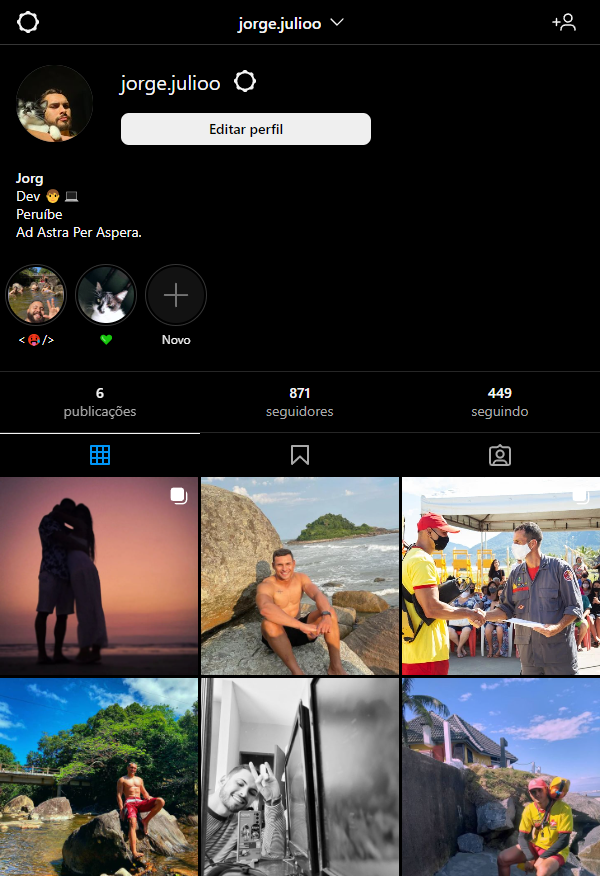 jorge.julioo
jorge.julioo
Editar perfil
Jorg
Dev 🧑 💻
Peruíbe
Ad Astra Per Aspera.
<🥵/> 💚 Novo
6 871 449
publicações seguidores seguindo